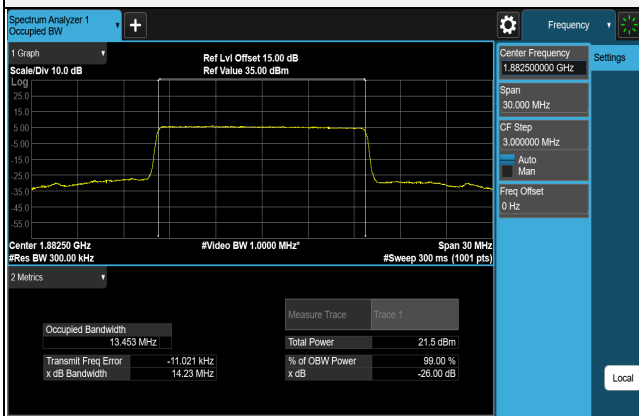 Spectrum Analyzer 1
Occupied BW
Frequency
1 Graph
Ref Lvl Offset 15.00 dB
Scale/Div 10.0 dB
Ref Value 35.00 dBm
Log
25.0
15.0
5.00
-5.00
-15.0
-25.0
-35.0
-45.0
-55.0
Center 1.88250 GHz
#Video BW 1.0000 MHz*
Span 30 MHz
#Res BW 300.00 kHz
#Sweep 300 ms (1001 pts)
2 Metrics
Measure Trace
Trace 1
Occupied Bandwidth
13.453 MHz
Total Power
21.5 dBm
Transmit Freq Error
-11.021 kHz
% of OBW Power
99.00 %
x dB Bandwidth
14.23 MHz
x dB
-26.00 dB
Center Frequency
1.882500000 GHz
Settings
Span
30.000 MHz
CF Step
3.000000 MHz
Auto
Man
Freq Offset
0 Hz
Local